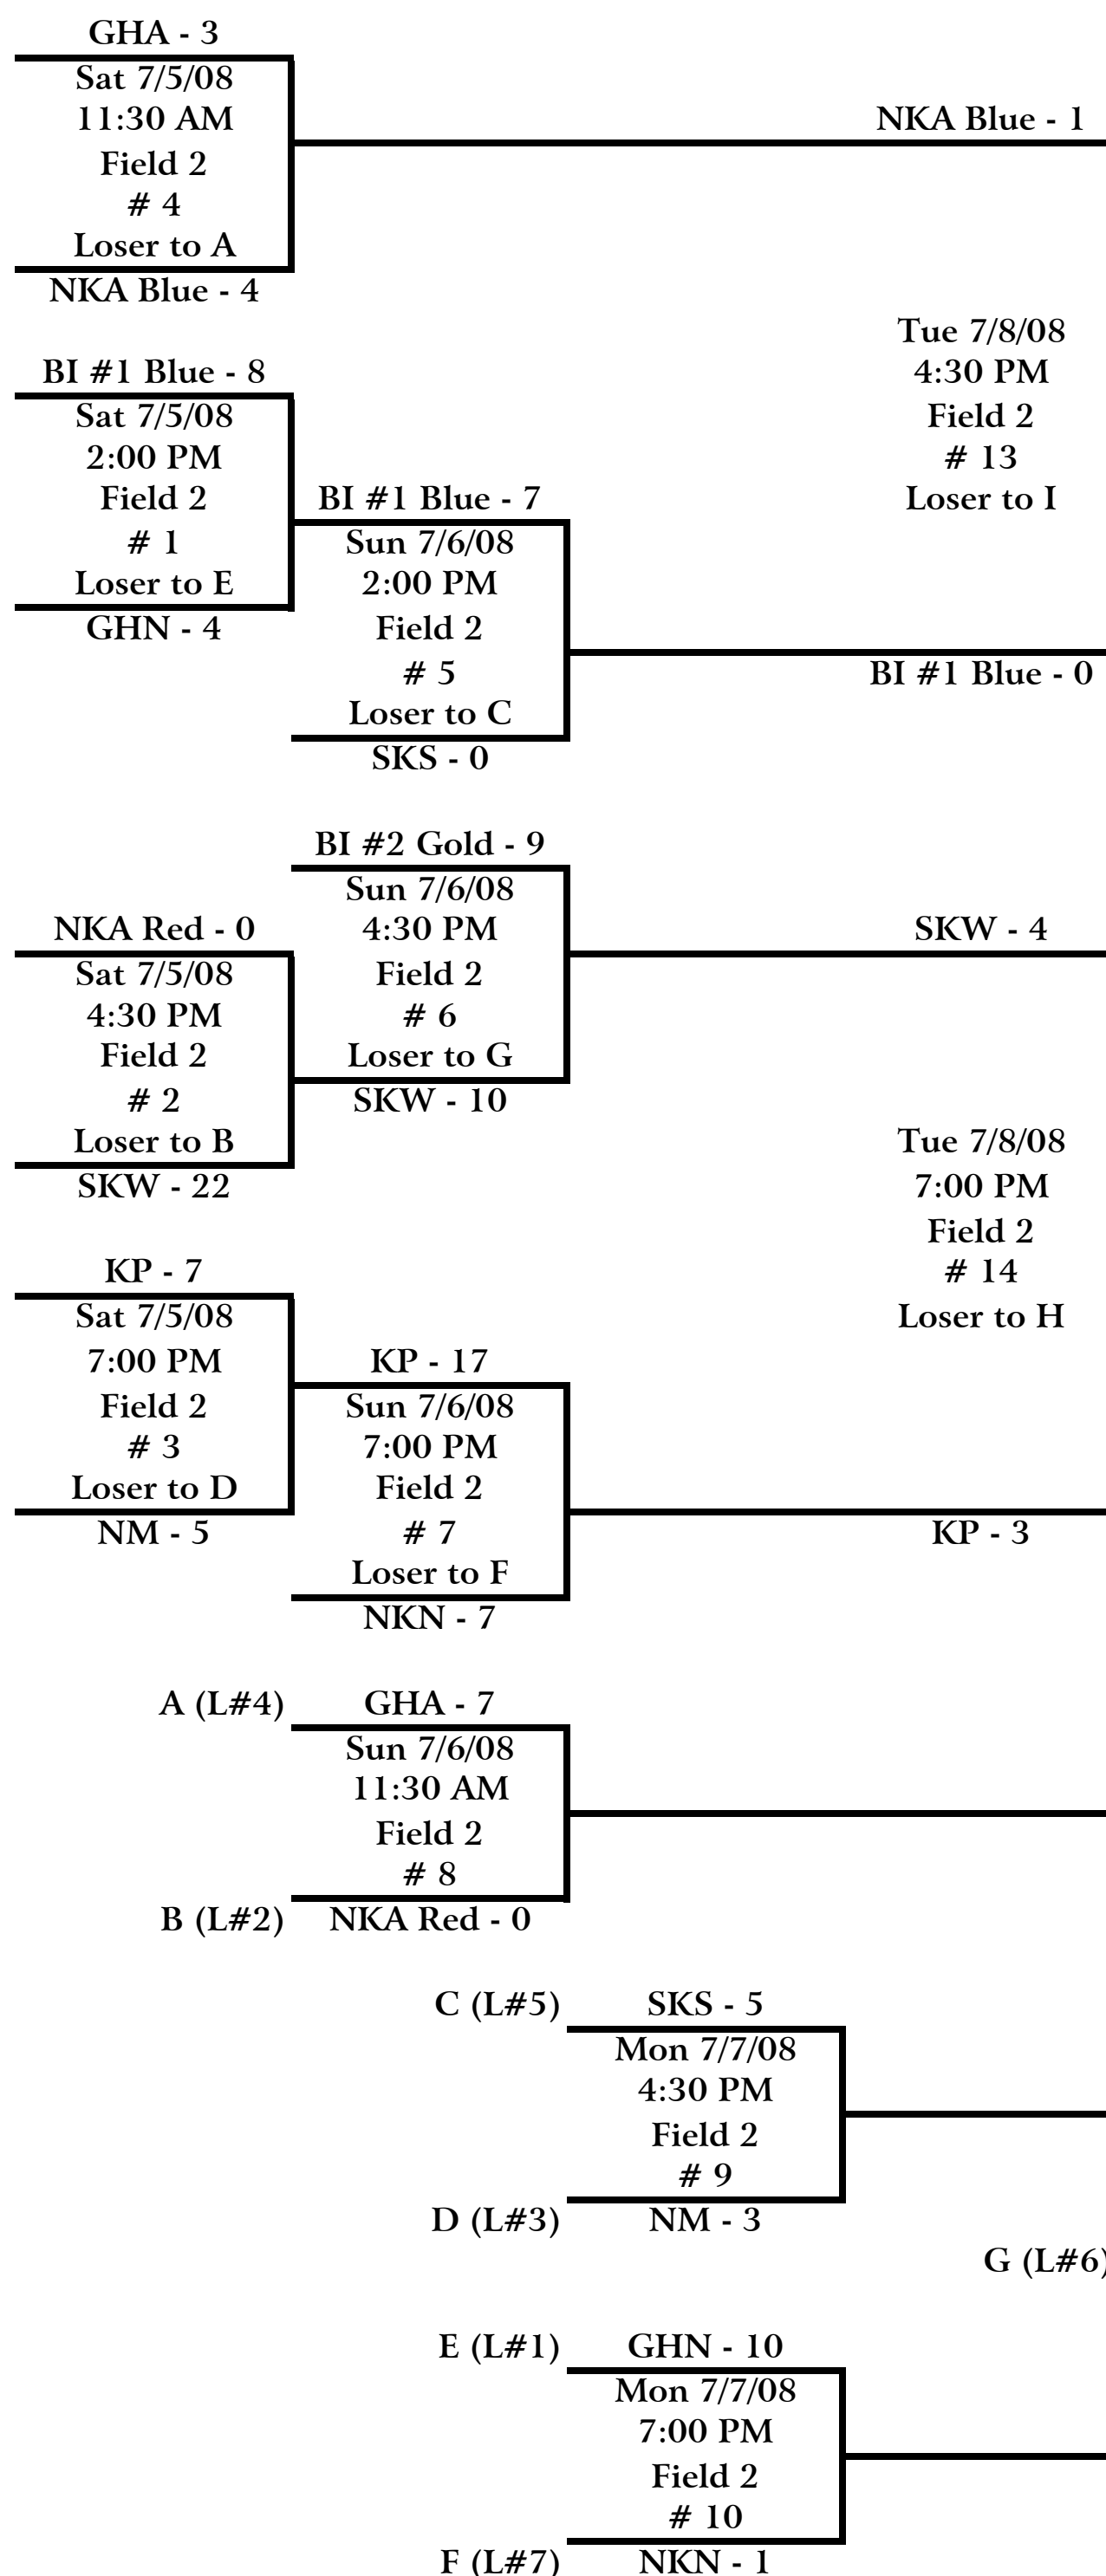 GHA - 3
Sat 7/5/08
11:30 AM
Field 2
# 4
Loser to A
NKA Blue - 4
NKA Blue - 1
Tue 7/8/08
4:30 PM
Field 2
# 13
Loser to I
BI #1 Blue - 8
Sat 7/5/08
2:00 PM
Field 2
# 1
Loser to E
GHN - 4
BI #1 Blue - 7
Sun 7/6/08
2:00 PM
Field 2
# 5
Loser to C
SKS - 0
BI #1 Blue - 0
BI #2 Gold - 9
Sun 7/6/08
4:30 PM
Field 2
# 6
Loser to G
SKW - 10
NKA Red - 0
Sat 7/5/08
4:30 PM
Field 2
# 2
Loser to B
SKW - 22
SKW - 4
Tue 7/8/08
7:00 PM
Field 2
# 14
Loser to H
KP - 7
Sat 7/5/08
7:00 PM
Field 2
# 3
Loser to D
NM - 5
KP - 17
Sun 7/6/08
7:00 PM
Field 2
# 7
Loser to F
NKN - 7
KP - 3
A (L#4) GHA - 7
Sun 7/6/08
11:30 AM
Field 2
# 8
B (L#2) NKA Red - 0
C (L#5) SKS - 5
Mon 7/7/08
4:30 PM
Field 2
# 9
D (L#3) NM - 3
G (L#6)
E (L#1) GHN - 10
Mon 7/7/08
7:00 PM
Field 2
# 10
F (L#7) NKN - 1